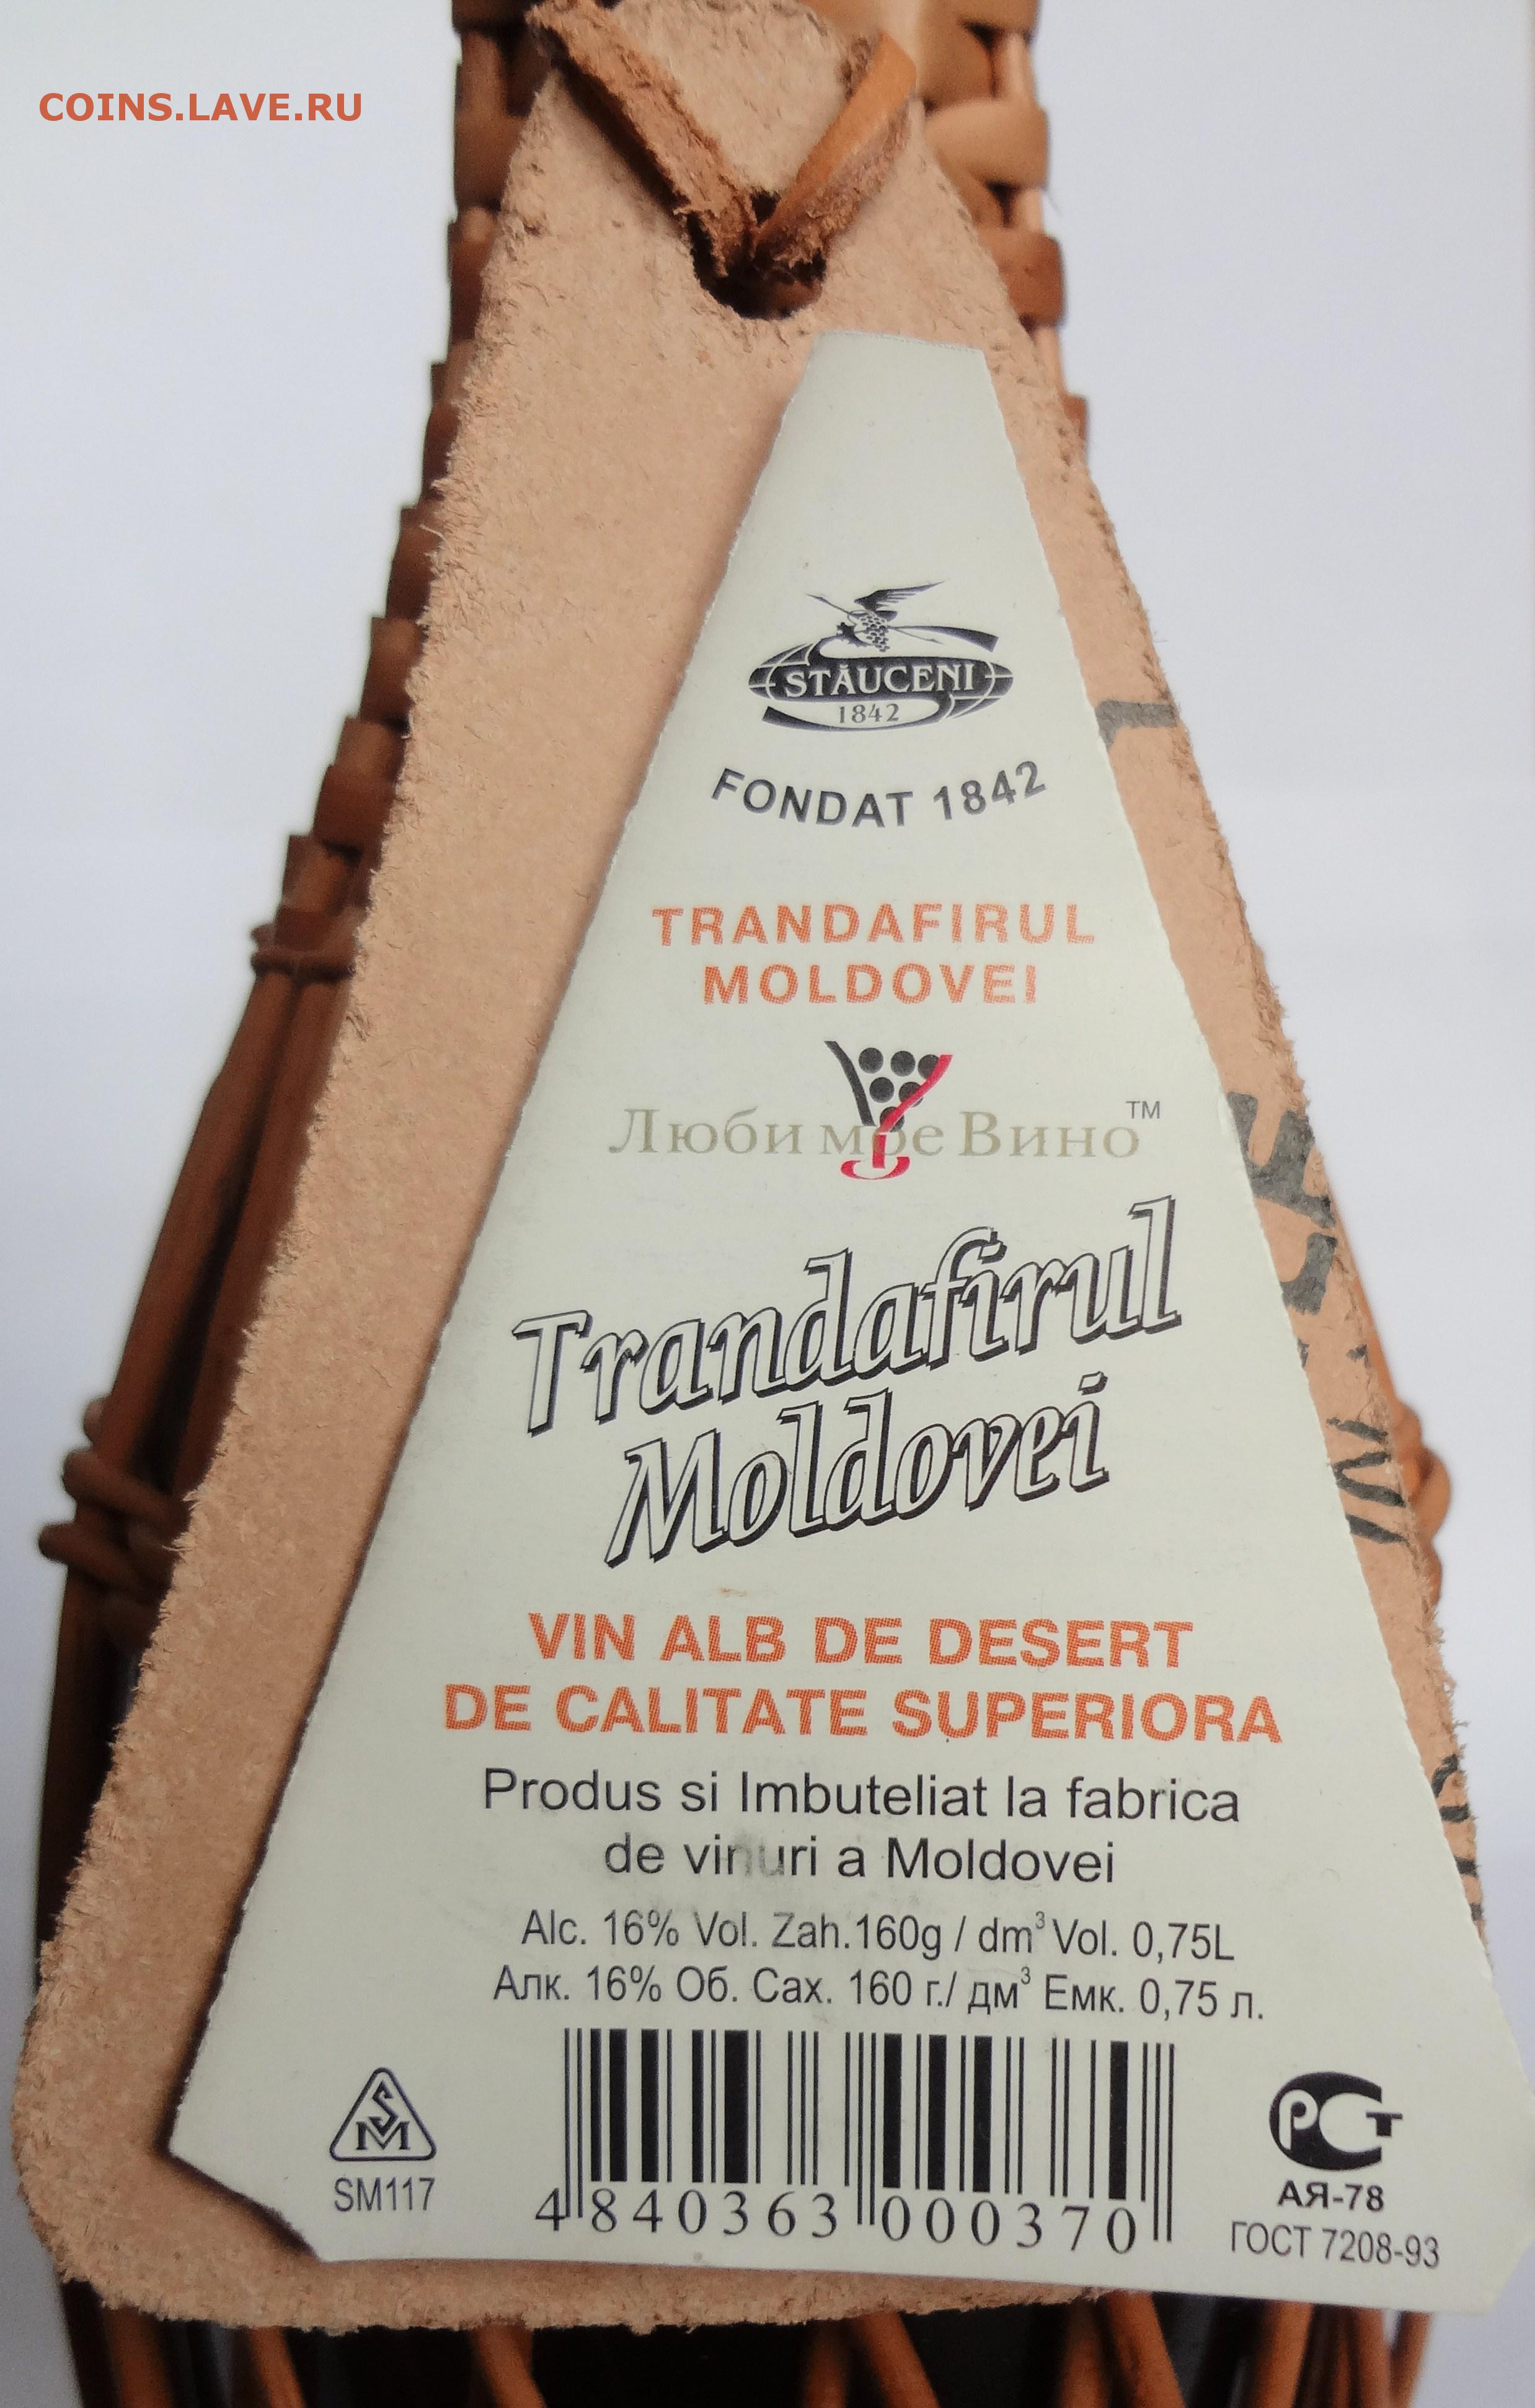 COINS.LAVE.RU
STĂUCENI
1842
FONDAT 1842
TRANDAFIRUL
MOLDOVEI
Люби мое Вино™
Trandafirul
Moldovei
VIN ALB DE DESERT
DE CALITATE SUPERIORA
Produs si Imbuteliat la fabrica
de vinuri a Moldovei
Alc. 16% Vol. Zah.160g / dm³ Vol. 0,75L
Алк. 16% Об. Сах. 160 г./ дм³ Емк. 0,75 л.
SM
SM117
4 840363 000370
РСТ
АЯ-78
ГОСТ 7208-93